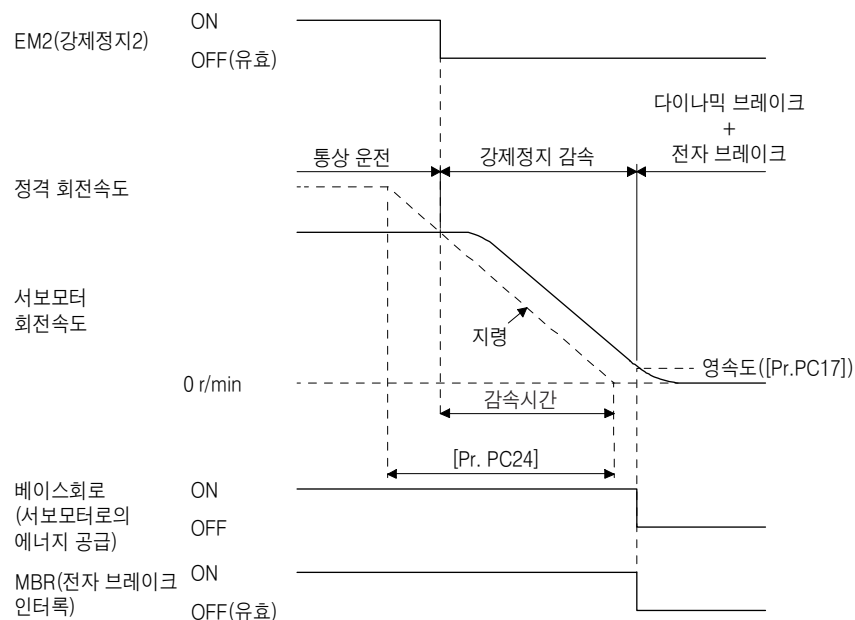 ON
EM2(강제정지2)
OFF(유효)
다이나믹 브레이크
+
전자 브레이크
통상 운전
강제정지 감속
정격 회전속도
서보모터
회전속도
지령
영속도([Pr.PC17])
0 r/min
감속시간
[Pr. PC24]
베이스회로
(서보모터로의
에너지 공급)
ON
OFF
MBR(전자 브레이크
인터록)
ON
OFF(유효)